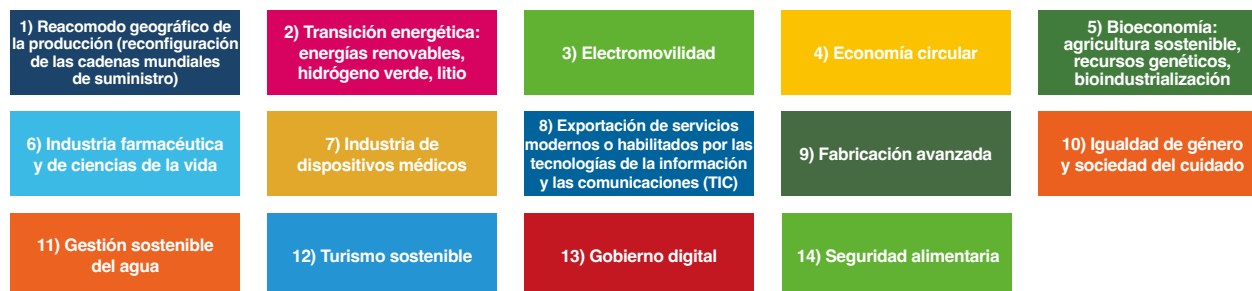 1) Reacomodo geográfico de
la producción (reconfiguración
de las cadenas mundiales
de suministro)
2) Transición energética:
energías renovables,
hidrógeno verde, litio
3) Electromovilidad
4) Economía circular
5) Bioeconomía:
agricultura sostenible,
recursos genéticos,
bioindustrialización
6) Industria farmacéutica
y de ciencias de la vida
7) Industria de
dispositivos médicos
8) Exportación de servicios
modernos o habilitados por las
tecnologías de la información
y las comunicaciones (TIC)
9) Fabricación avanzada
10) Igualdad de género
y sociedad del cuidado
11) Gestión sostenible
del agua
12) Turismo sostenible
13) Gobierno digital
14) Seguridad alimentaria